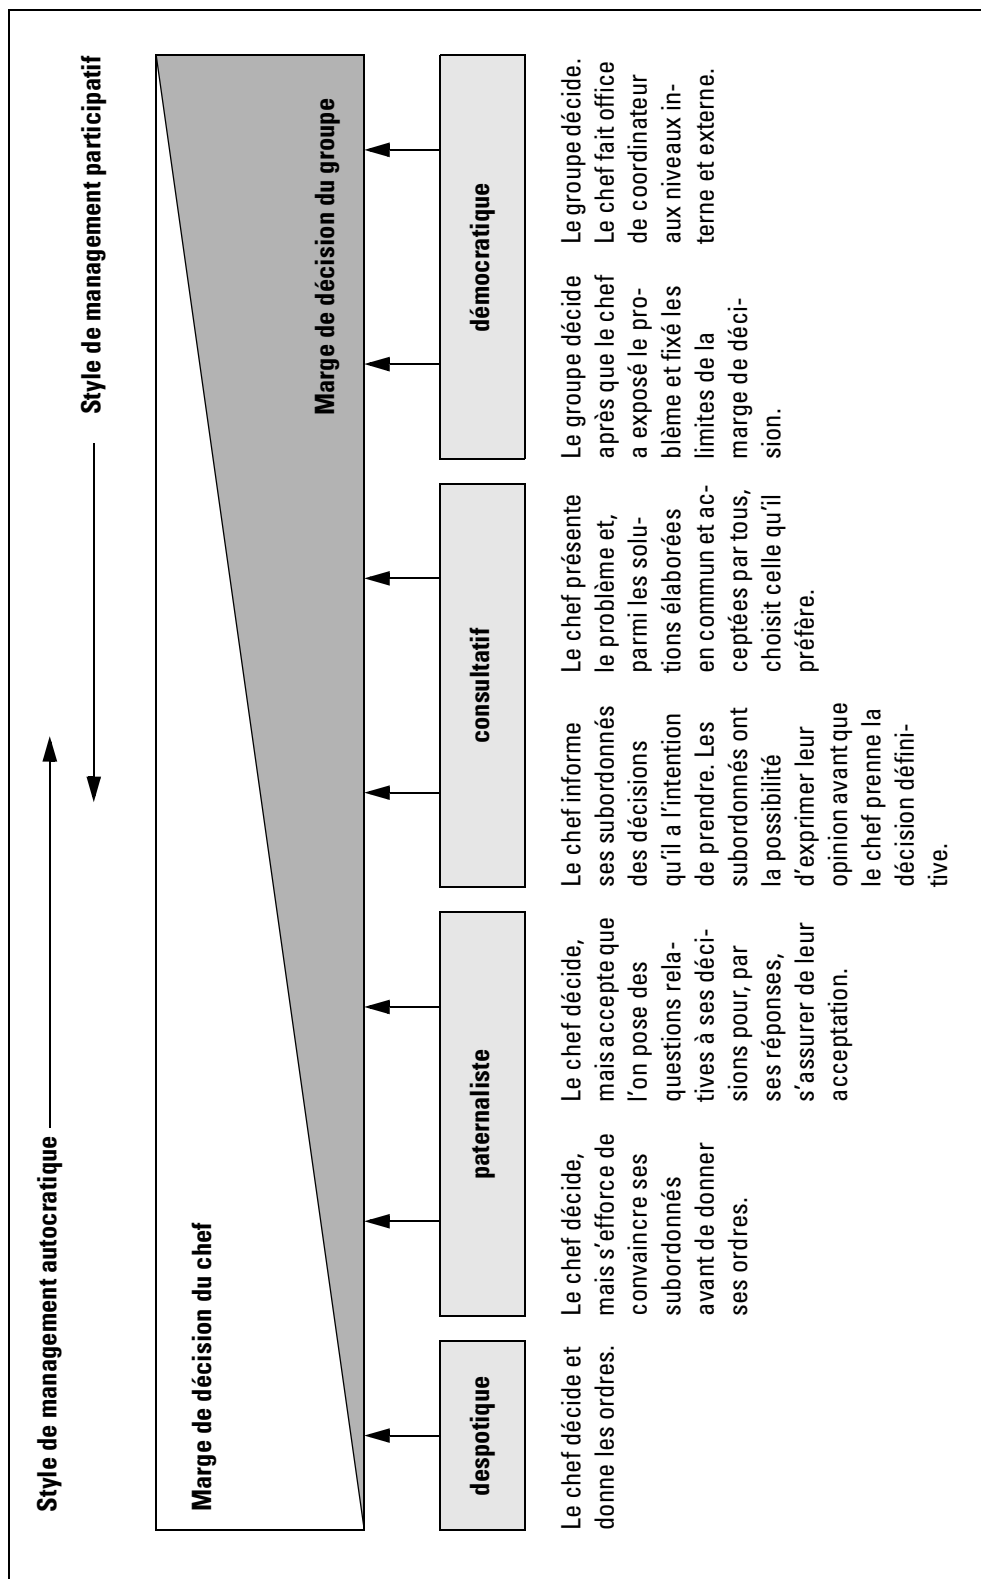 Style de management autocratique
Style de management participatif
Marge de décision du chef
Marge de décision du groupe
despotique
paternaliste
consultatif
démocratique
Le chef décide et
donne les ordres.
Le chef décide,
mais s'efforce de
convaincre ses
subordonnés
avant de donner
ses ordres.
Le chef décide,
mais accepte que
l'on pose des
questions rela-
tives à ses déci-
sions pour, par
ses réponses,
s'assurer de leur
acceptation.
Le chef informe
ses subordonnés
des décisions
qu'il a l'intention
de prendre. Les
subordonnés ont
la possibilité
d'exprimer leur
opinion avant que
le chef prenne la
décision défini-
tive.
Le chef présente
le problème et,
parmi les solu-
tions élaborées
en commun et ac-
ceptées par tous,
choisit celle qu'il
préfère.
Le groupe décide
après que le chef
a exposé le pro-
blème et fixé les
limites de la
marge de déci-
sion.
Le groupe décide.
Le chef fait office
de coordinateur
aux niveaux in-
terne et externe.